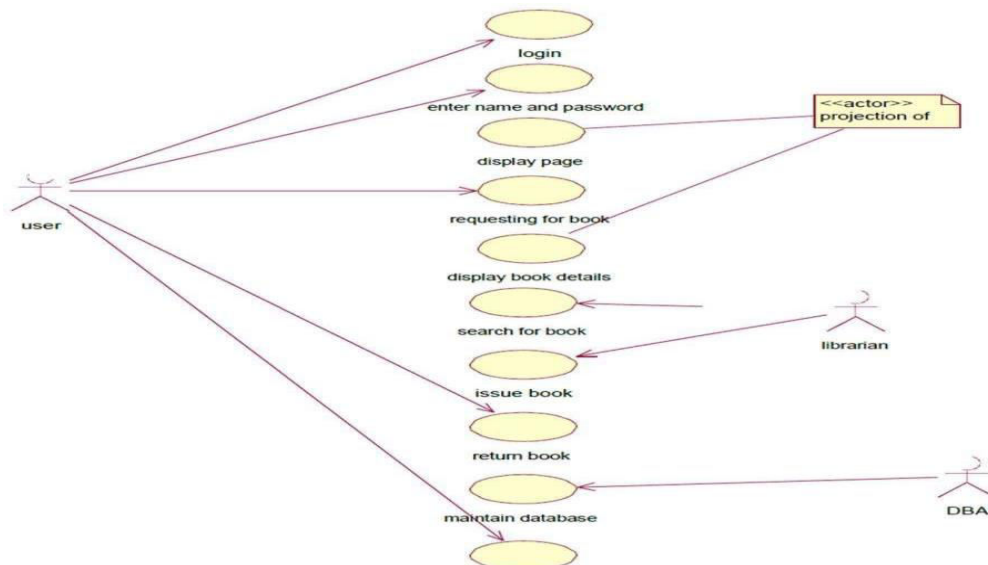 login
enter name and password
<<actor>>
projection of
display page
user
requesting for book
display book details
search for book
librarian
issue book
return book
maintain database
DBA